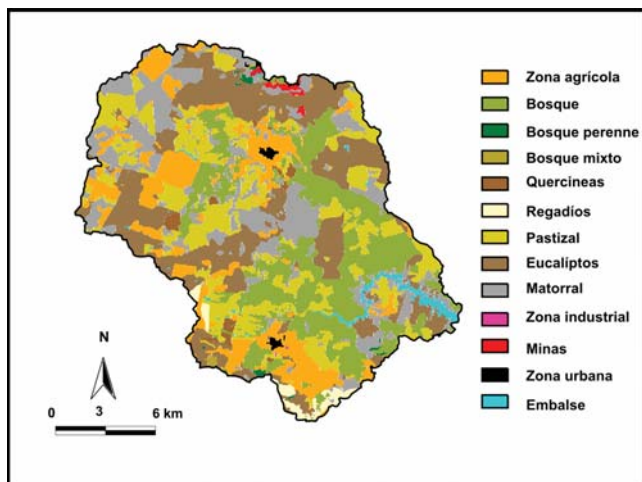 Zona agrícola
Bosque
Bosque perenne
Bosque mixto
Quercineas
Regadíos
Pastizal
Eucalíptos
Matorral
Zona industrial
Minas
Zona urbana
Embalse
N
0 3 6 km